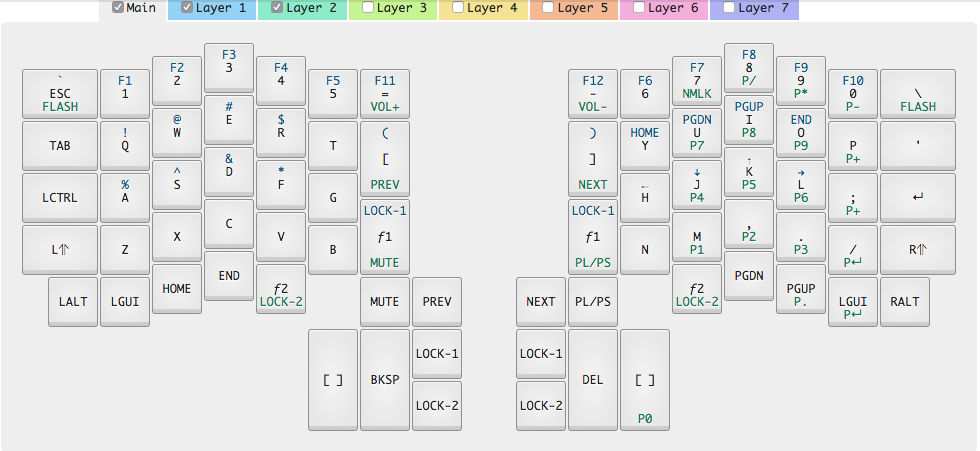 Main Layer 1 Layer 2 Layer 3 Layer 4 Layer 5 Layer 6 Layer 7
` ESC FLASH
F1 1
F2 2
F3 3
F4 4
F5 5
F11 = VOL+
F12 - VOL-
F6 6
F7 7 NMLK
F8 8 P/
F9 9 P*
F10 0 P-
\ FLASH
TAB
! Q
@ W
# E
$ R
T
( [ PREV
) ] NEXT
HOME Y
PGDN U P7
PGUP I P8
END O P9
P P+
'
LCTRL
% A
^ S
& D
* F
G
← H
↓ J P4
↑ K P5
→ L P6
; P+
↵
L⇑
Z
X
C
V
B
LOCK-1 ƒ1 MUTE
LOCK-1 ƒ1 PL/PS
N
M P1
, P2
. P3
/ P↵
R⇑
LALT
LGUI
HOME
END
ƒ2 LOCK-2
MUTE
PREV
NEXT
PL/PS
ƒ2 LOCK-2
PGDN
PGUP P.
LGUI P↵
RALT
[ ]
BKSP
LOCK-1
LOCK-2
LOCK-1
LOCK-2
DEL
[ ] P0